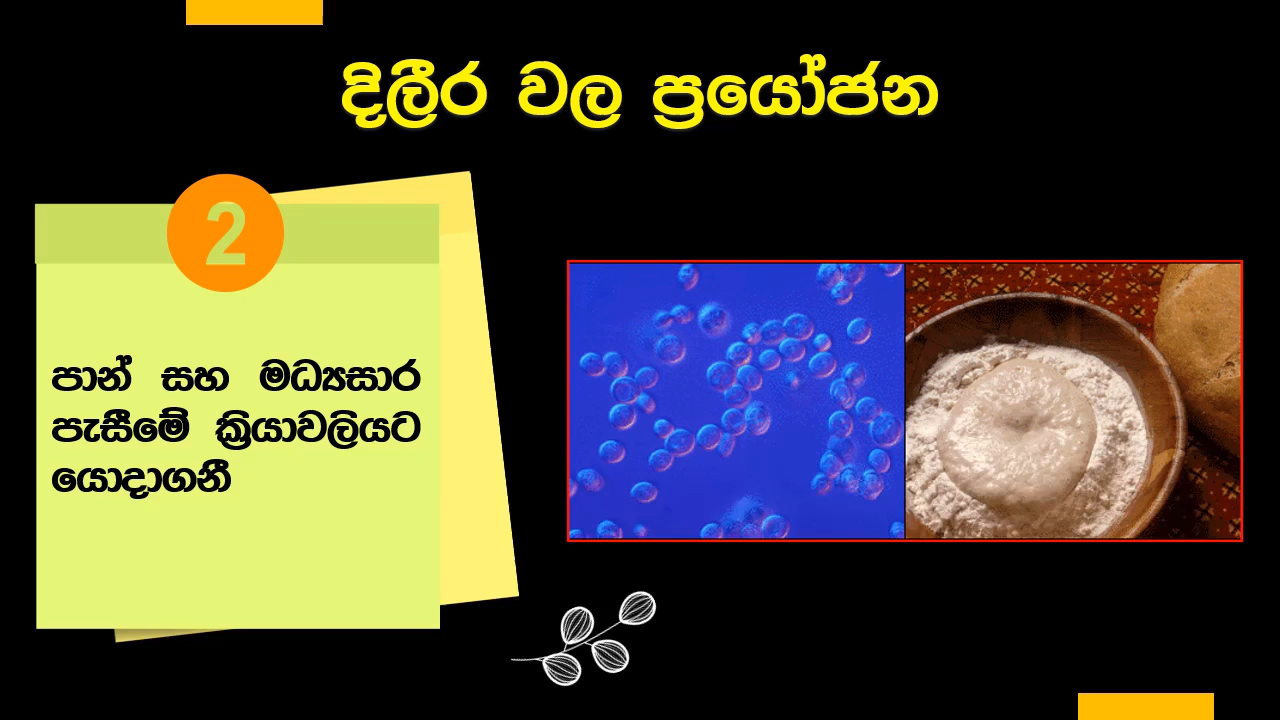 දිලීර වල ප්‍රයෝජන
2
පාන් සහ මධ්‍යසාර
පැසීමේ ක්‍රියාවලියට
යොදාගනී